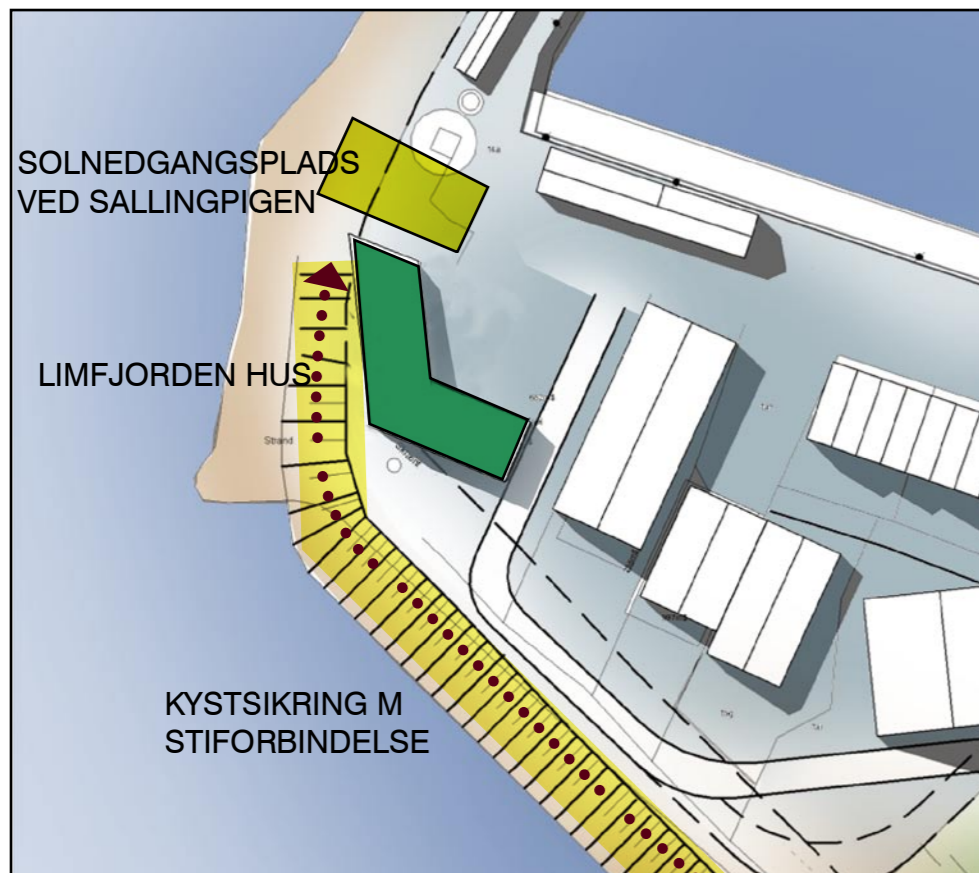 SOLNEDGANGSPLADS
VED SALLINGPIGEN
LIMFJORDEN HUS
Strand
KYSTSIKRING M
STIFORBINDELSE